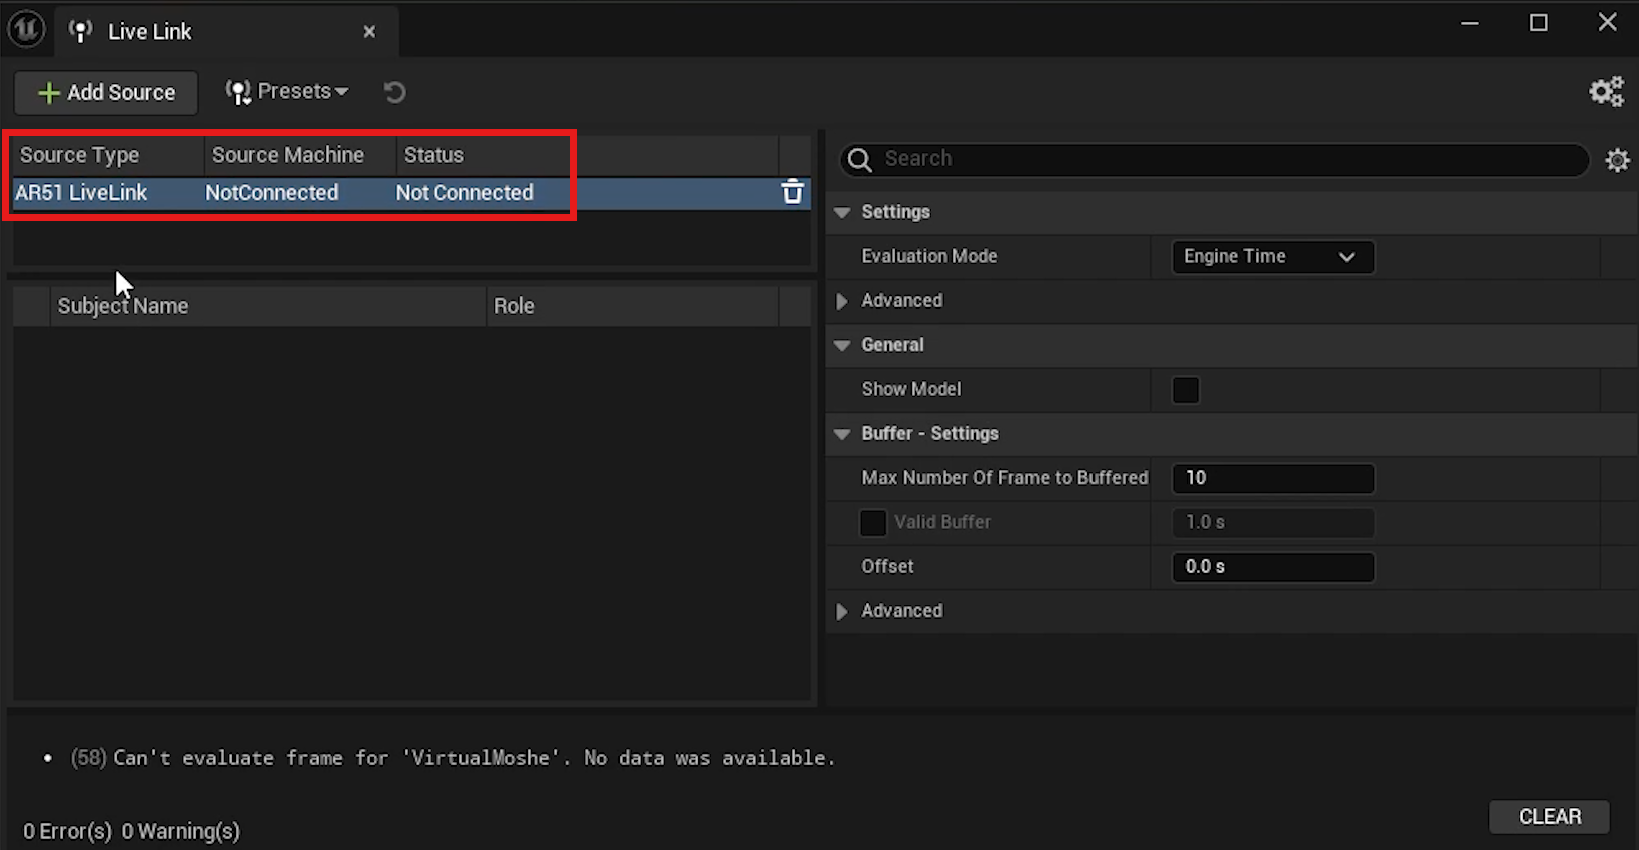 Live Link
Add Source Presets
Source Type Source Machine Status
AR51 LiveLink NotConnected Not Connected
Subject Name Role
Search
Settings
Evaluation Mode Engine Time
Advanced
General
Show Model
Buffer - Settings
Max Number Of Frame to Buffered 10
Valid Buffer 1.0 s
Offset 0.0 s
Advanced
• (58) Can't evaluate frame for 'VirtualMoshe'. No data was available.
0 Error(s) 0 Warning(s)
CLEAR